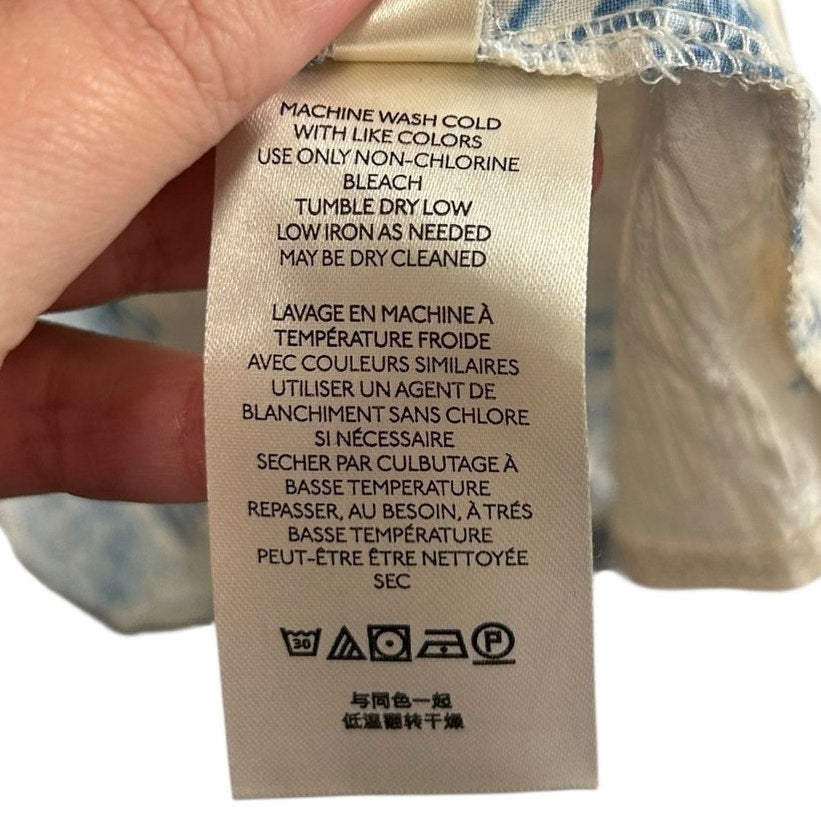 MACHINE WASH COLD
WITH LIKE COLORS
USE ONLY NON-CHLORINE
BLEACH
TUMBLE DRY LOW
LOW IRON AS NEEDED
MAY BE DRY CLEANED
LAVAGE EN MACHINE À
TEMPÉRATURE FROIDE
AVEC COULEURS SIMILAIRES
UTILISER UN AGENT DE
BLANCHIMENT SANS CHLORE
SI NÉCESSAIRE
SECHER PAR CULBUTAGE À
BASSE TEMPERATURE
REPASSER, AU BESOIN, À TRÉS
BASSE TEMPÉRATURE
PEUT-ÊTRE ÊTRE NETTOYÉE
SEC
30 P
与同色一起
低温翻转干燥